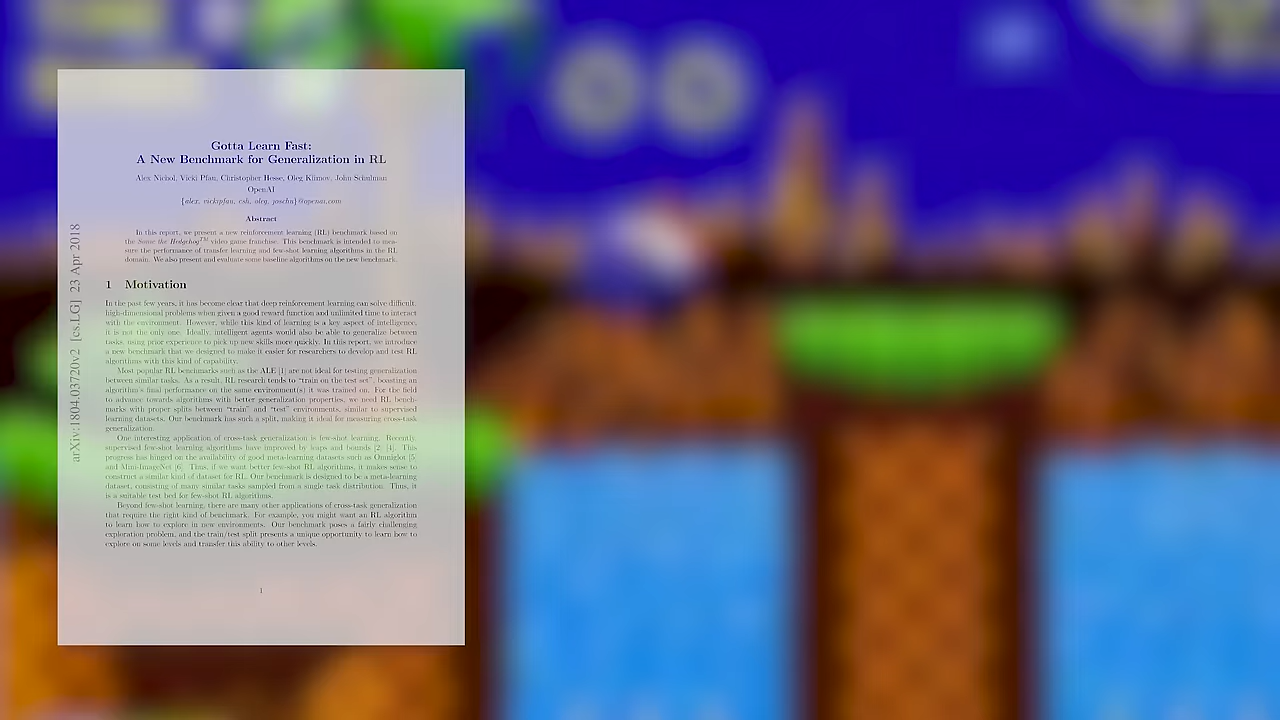 Gotta Learn Fast:
A New Benchmark for Generalization in RL
Alex Nichol, Vicki Pfau, Christopher Hesse, Oleg Klimov, John Schulman
OpenAI
{alex, vickipfau, csh, oleg, joschu}@openai.com
Abstract
In this report, we present a new reinforcement learning (RL) benchmark based on
the Sonic the Hedgehog™ video game franchise. This benchmark is intended to mea-
sure the performance of transfer learning and few-shot learning algorithms in the RL
domain. We also present and evaluate some baseline algorithms on the new benchmark.
1 Motivation
In the past few years, it has become clear that deep reinforcement learning can solve difficult,
high-dimensional problems when given a good reward function and unlimited time to interact
with the environment. However, while this kind of learning is a key aspect of intelligence,
it is not the only one. Ideally, intelligent agents would also be able to generalize between
tasks, using prior experience to pick up new skills more quickly. In this report, we introduce
a new benchmark that we designed to make it easier for researchers to develop and test RL
algorithms with this kind of capability.
Most popular RL benchmarks such as the ALE [1] are not ideal for testing generalization
between similar tasks. As a result, RL research tends to “train on the test set”, boasting an
algorithm's final performance on the same environment(s) it was trained on. For the field
to advance towards algorithms with better generalization properties, we need RL bench-
marks with proper splits between “train” and “test” environments, similar to supervised
learning datasets. Our benchmark has such a split, making it ideal for measuring cross-task
generalization.
One interesting application of cross-task generalization is few-shot learning. Recently,
supervised few-shot learning algorithms have improved by leaps and bounds [2]–[4]. This
progress has hinged on the availability of good meta-learning datasets such as Omniglot [5]
and Mini-ImageNet [6]. Thus, if we want better few-shot RL algorithms, it makes sense to
construct a similar kind of dataset for RL. Our benchmark is designed to be a meta-learning
dataset, consisting of many similar tasks sampled from a single task distribution. Thus, it
is a suitable test bed for few-shot RL algorithms.
Beyond few-shot learning, there are many other applications of cross-task generalization
that require the right kind of benchmark. For example, you might want an RL algorithm
to learn how to explore in new environments. Our benchmark poses a fairly challenging
exploration problem, and the train/test split presents a unique opportunity to learn how to
explore on some levels and transfer this ability to other levels.
1
arXiv:1804.03720v2 [cs.LG] 23 Apr 2018